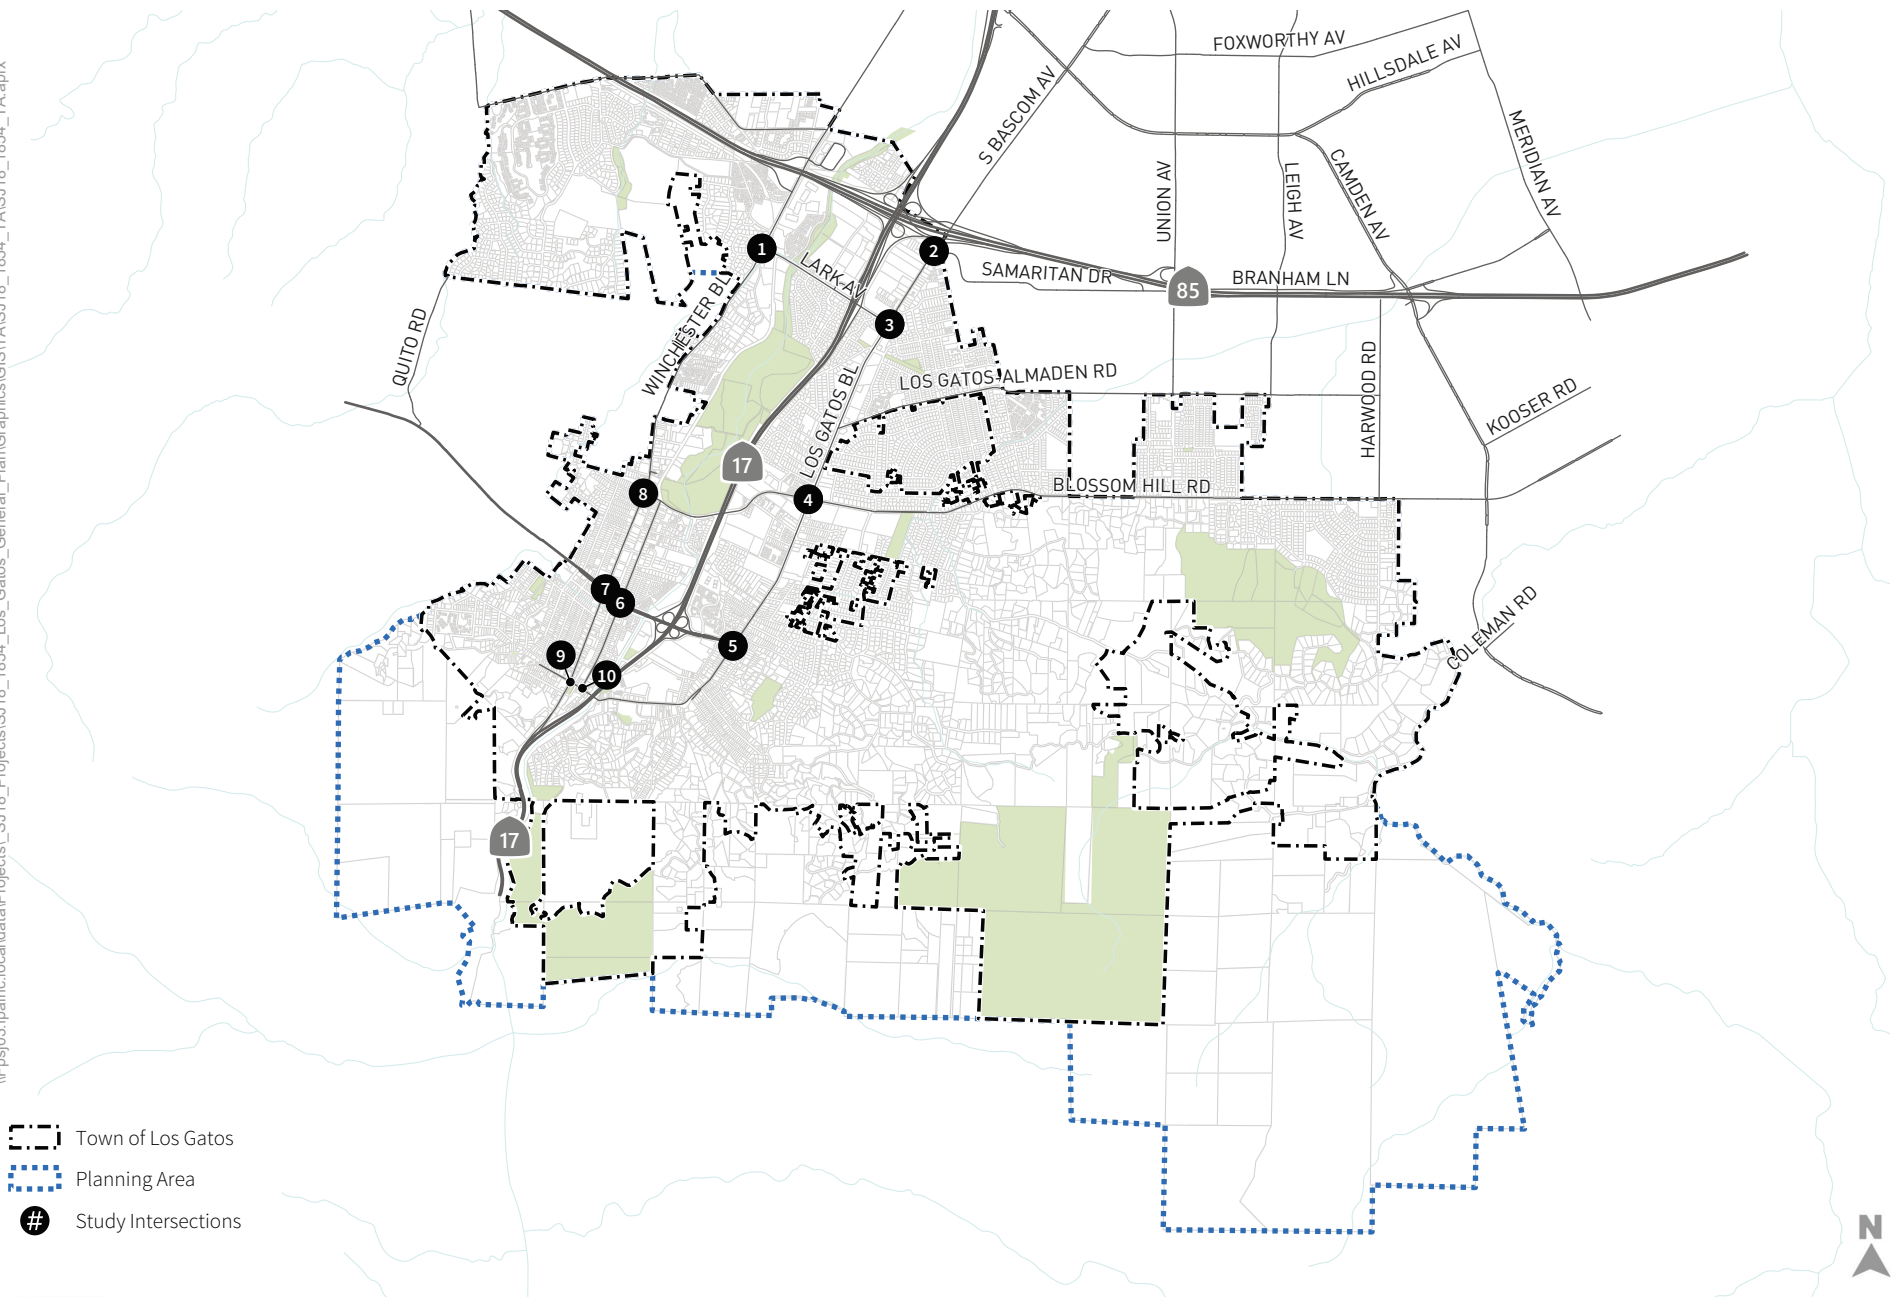 FOXWORTHY AV
HILLSDALE AV
S BASCOM AV
MERIDIAN AV
UNION AV
LEIGH AV
CAMDEN AV
1
2
LARK AV
SAMARITAN DR
BRANHAM LN
85
WINCHESTER BL
3
QUITO RD
LOS GATOS-ALMADEN RD
HARWOOD RD
LOS GATOS BL
KOOSER RD
17
8
4
BLOSSOM HILL RD
7
6
5
COLEMAN RD
9
10
17
Town of Los Gatos
Planning Area
# Study Intersections
N